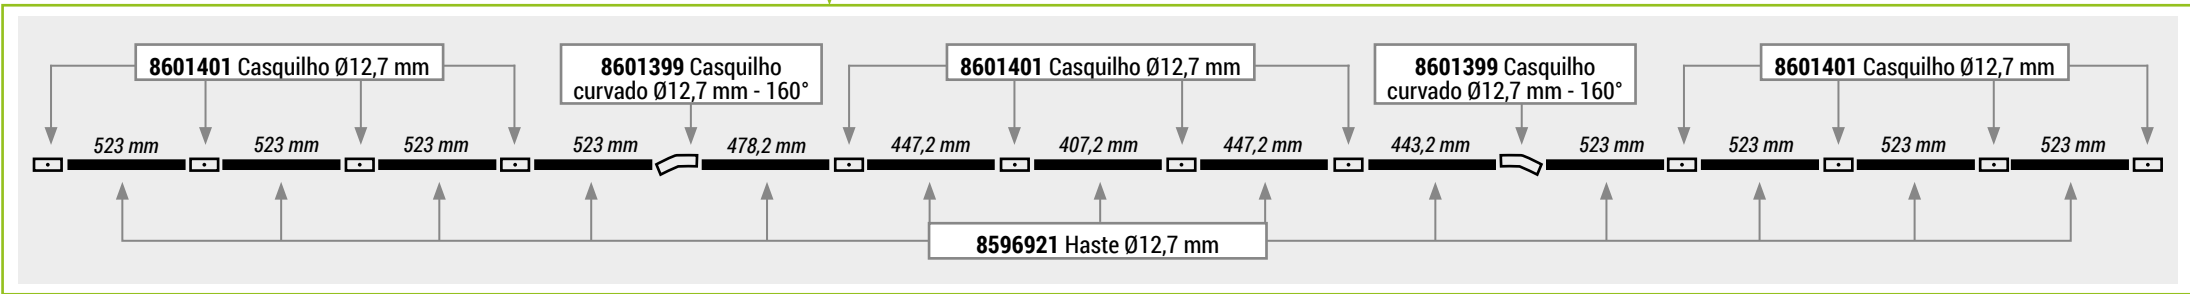 8601401 Casquilho Ø12,7 mm
8601399 Casquilho
curvado Ø12,7 mm - 160°
8601401 Casquilho Ø12,7 mm
8601399 Casquilho
curvado Ø12,7 mm - 160°
8601401 Casquilho Ø12,7 mm
523 mm
523 mm
523 mm
523 mm
478,2 mm
447,2 mm
407,2 mm
447,2 mm
443,2 mm
523 mm
523 mm
523 mm
523 mm
8596921 Haste Ø12,7 mm